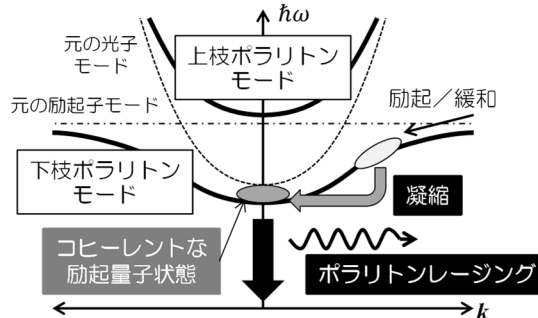 ħω
元の光子
モード
上枝ポラリトン
モード
元の励起子モード
励起／緩和
下枝ポラリトン
モード
凝縮
コヒーレントな
励起量子状態
ポラリトンレージング
k